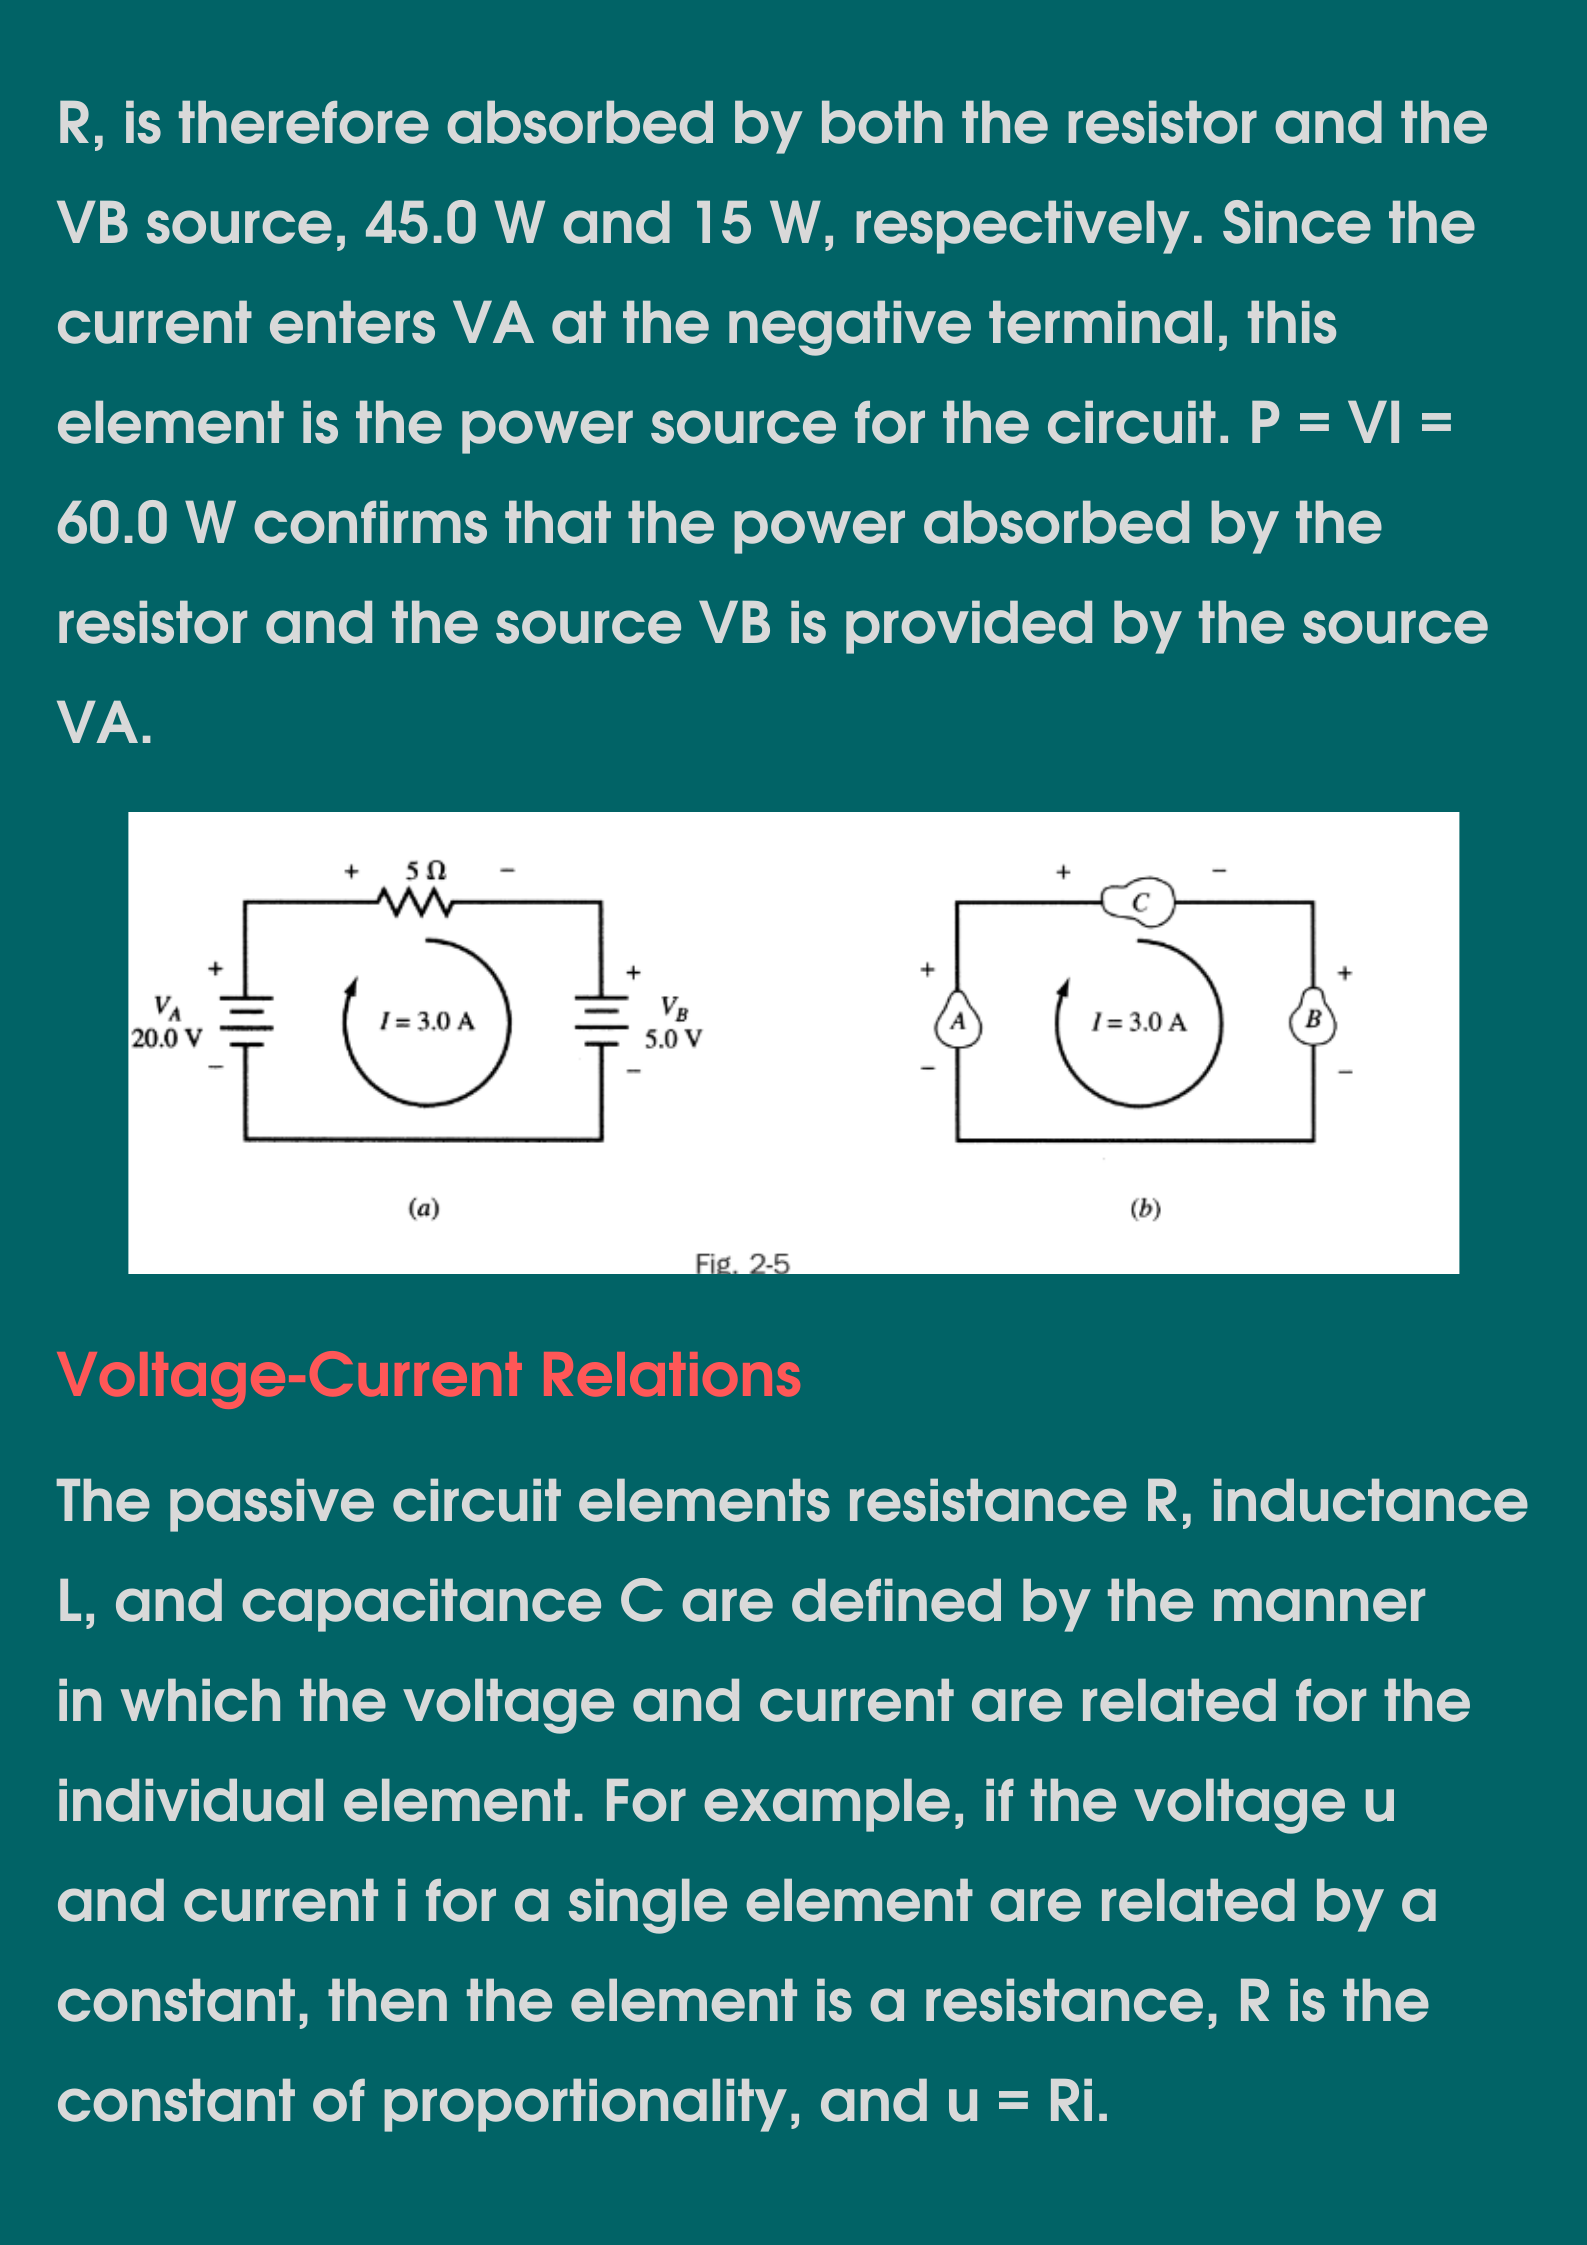 R, is therefore absorbed by both the resistor and the
VB source, 45.0 W and 15 W, respectively. Since the
current enters VA at the negative terminal, this
element is the power source for the circuit. P = VI =
60.0 W confirms that the power absorbed by the
resistor and the source VB is provided by the source
VA.
+ 5 Ω −
+
V_A
20.0 V
−
I = 3.0 A
+
V_B
5.0 V
−
(a)
+ C −
+
A
−
I = 3.0 A
+
B
−
(b)
Fig. 2-5
Voltage-Current Relations
The passive circuit elements resistance R, inductance
L, and capacitance C are defined by the manner
in which the voltage and current are related for the
individual element. For example, if the voltage u
and current i for a single element are related by a
constant, then the element is a resistance, R is the
constant of proportionality, and u = Ri.